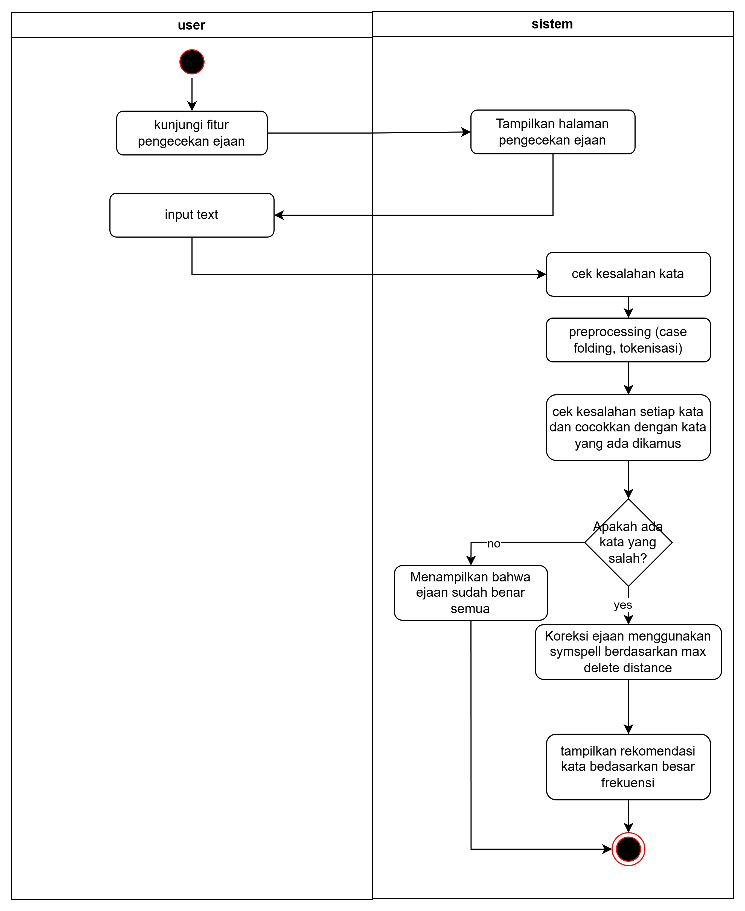 user
sistem
kunjungi fitur
pengecekan ejaan
Tampilkan halaman
pengecekan ejaan
input text
cek kesalahan kata
preprocessing (case
folding, tokenisasi)
cek kesalahan setiap kata
dan cocokkan dengan kata
yang ada dikamus
Apakah ada
kata yang
salah?
no
Menampilkan bahwa
ejaan sudah benar
semua
yes
Koreksi ejaan menggunakan
symspell berdasarkan max
delete distance
tampilkan rekomendasi
kata bedasarkan besar
frekuensi